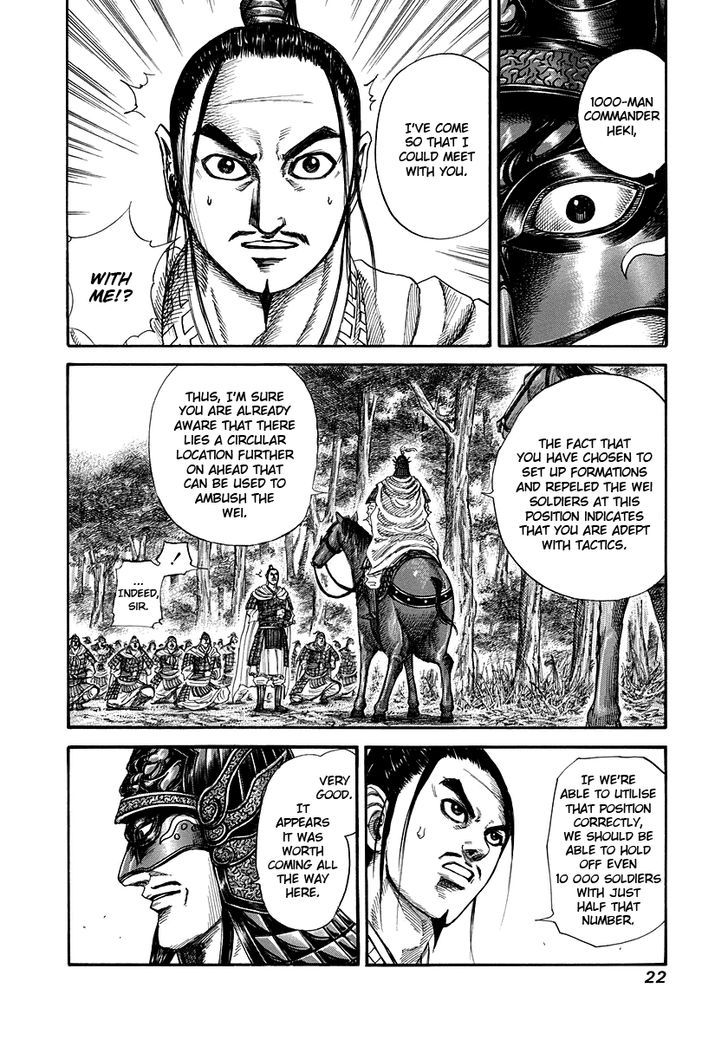 1000-MAN
COMMANDER
HEKI,
I'VE COME
SO THAT I
COULD MEET
WITH YOU.
WITH
ME!?
THE FACT THAT
YOU HAVE CHOSEN TO
SET UP FORMATIONS
AND REPELED THE WEI
SOLDIERS AT THIS
POSITION INDICATES
THAT YOU ARE ADEPT
WITH TACTICS.
THUS, I'M SURE
YOU ARE ALREADY
AWARE THAT THERE
LIES A CIRCULAR
LOCATION FURTHER
ON AHEAD THAT
CAN BE USED TO
AMBUSH THE
WEI.
!
...
INDEED,
SIR.
IF WE'RE
ABLE TO UTILISE
THAT POSITION
CORRECTLY,
WE SHOULD BE
ABLE TO HOLD
OFF EVEN
10 000 SOLDIERS
WITH JUST
HALF THAT
NUMBER.
VERY
GOOD.
IT
APPEARS
IT WAS
WORTH
COMING ALL
THE WAY
HERE.
22